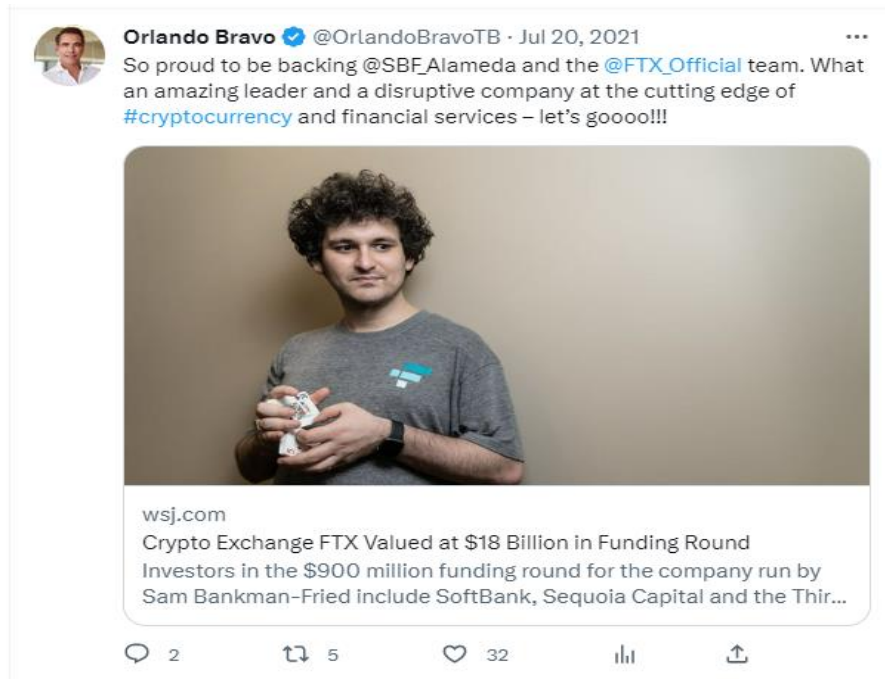 Orlando Bravo @OrlandoBravoTB · Jul 20, 2021
So proud to be backing @SBF_Alameda and the @FTX_Official team. What
an amazing leader and a disruptive company at the cutting edge of
#cryptocurrency and financial services – let's goooo!!!
wsj.com
Crypto Exchange FTX Valued at $18 Billion in Funding Round
Investors in the $900 million funding round for the company run by
Sam Bankman-Fried include SoftBank, Sequoia Capital and the Thir...
2 5 32